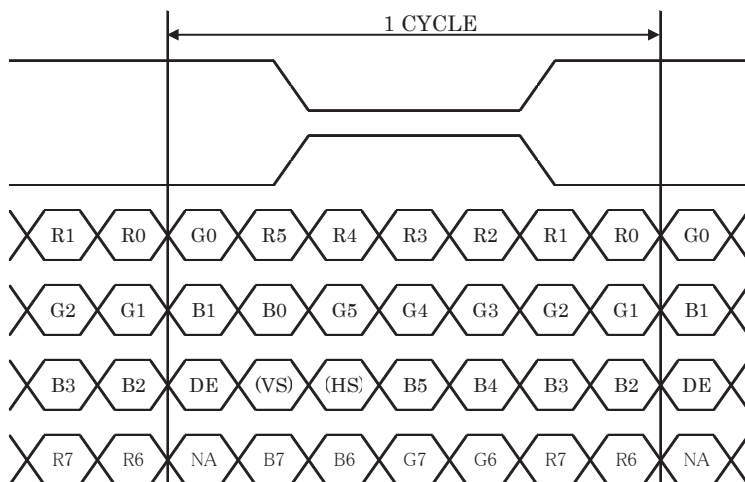 1 CYCLE
R1 R0 G0 R5 R4 R3 R2 R1 R0 G0
G2 G1 B1 B0 G5 G4 G3 G2 G1 B1
B3 B2 DE (VS) (HS) B5 B4 B3 B2 DE
R7 R6 NA B7 B6 G7 G6 R7 R6 NA